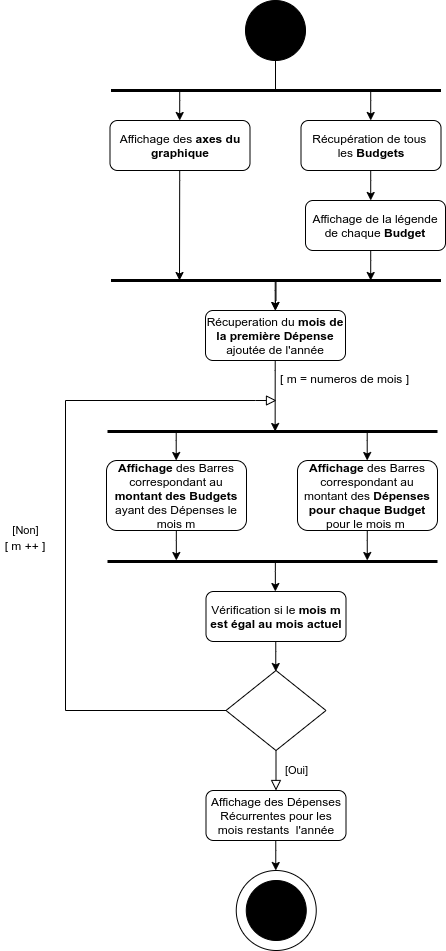 Affichage des axes du
graphique
Récupération de tous
les Budgets
Affichage de la légende
de chaque Budget
Récuperation du mois de
la première Dépense
ajoutée de l'année
[ m = numeros de mois ]
Affichage des Barres
correspondant au
montant des Budgets
ayant des Dépenses le
mois m
Affichage des Barres
correspondant au
montant des Dépenses
pour chaque Budget
pour le mois m
[Non]
[ m ++ ]
Vérification si le mois m
est égal au mois actuel
[Oui]
Affichage des Dépenses
Récurrentes pour les
mois restants l'année